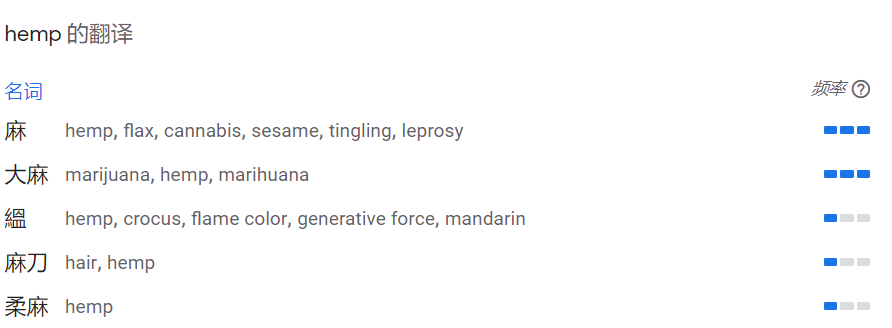 hemp 的翻译
名词 频率
麻 hemp, flax, cannabis, sesame, tingling, leprosy
大麻 marijuana, hemp, marihuana
縕 hemp, crocus, flame color, generative force, mandarin
麻刀 hair, hemp
柔麻 hemp